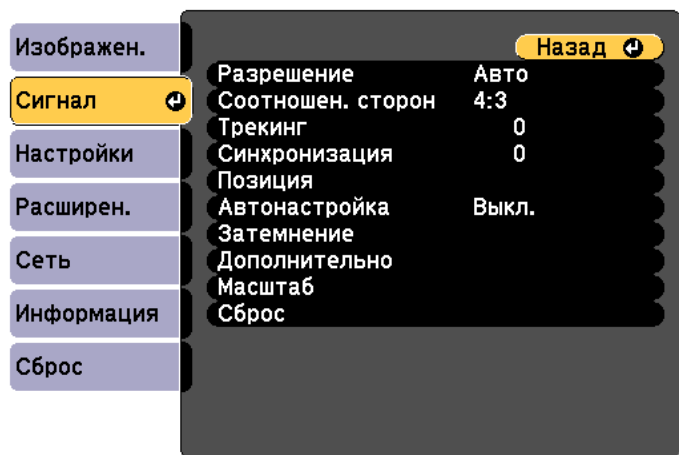 Изображен.
Сигнал
Настройки
Расширен.
Сеть
Информация
Сброс
Назад
Разрешение Авто
Соотношен. сторон 4:3
Трекинг 0
Синхронизация 0
Позиция
Автонастройка Выкл.
Затемнение
Дополнительно
Масштаб
Сброс